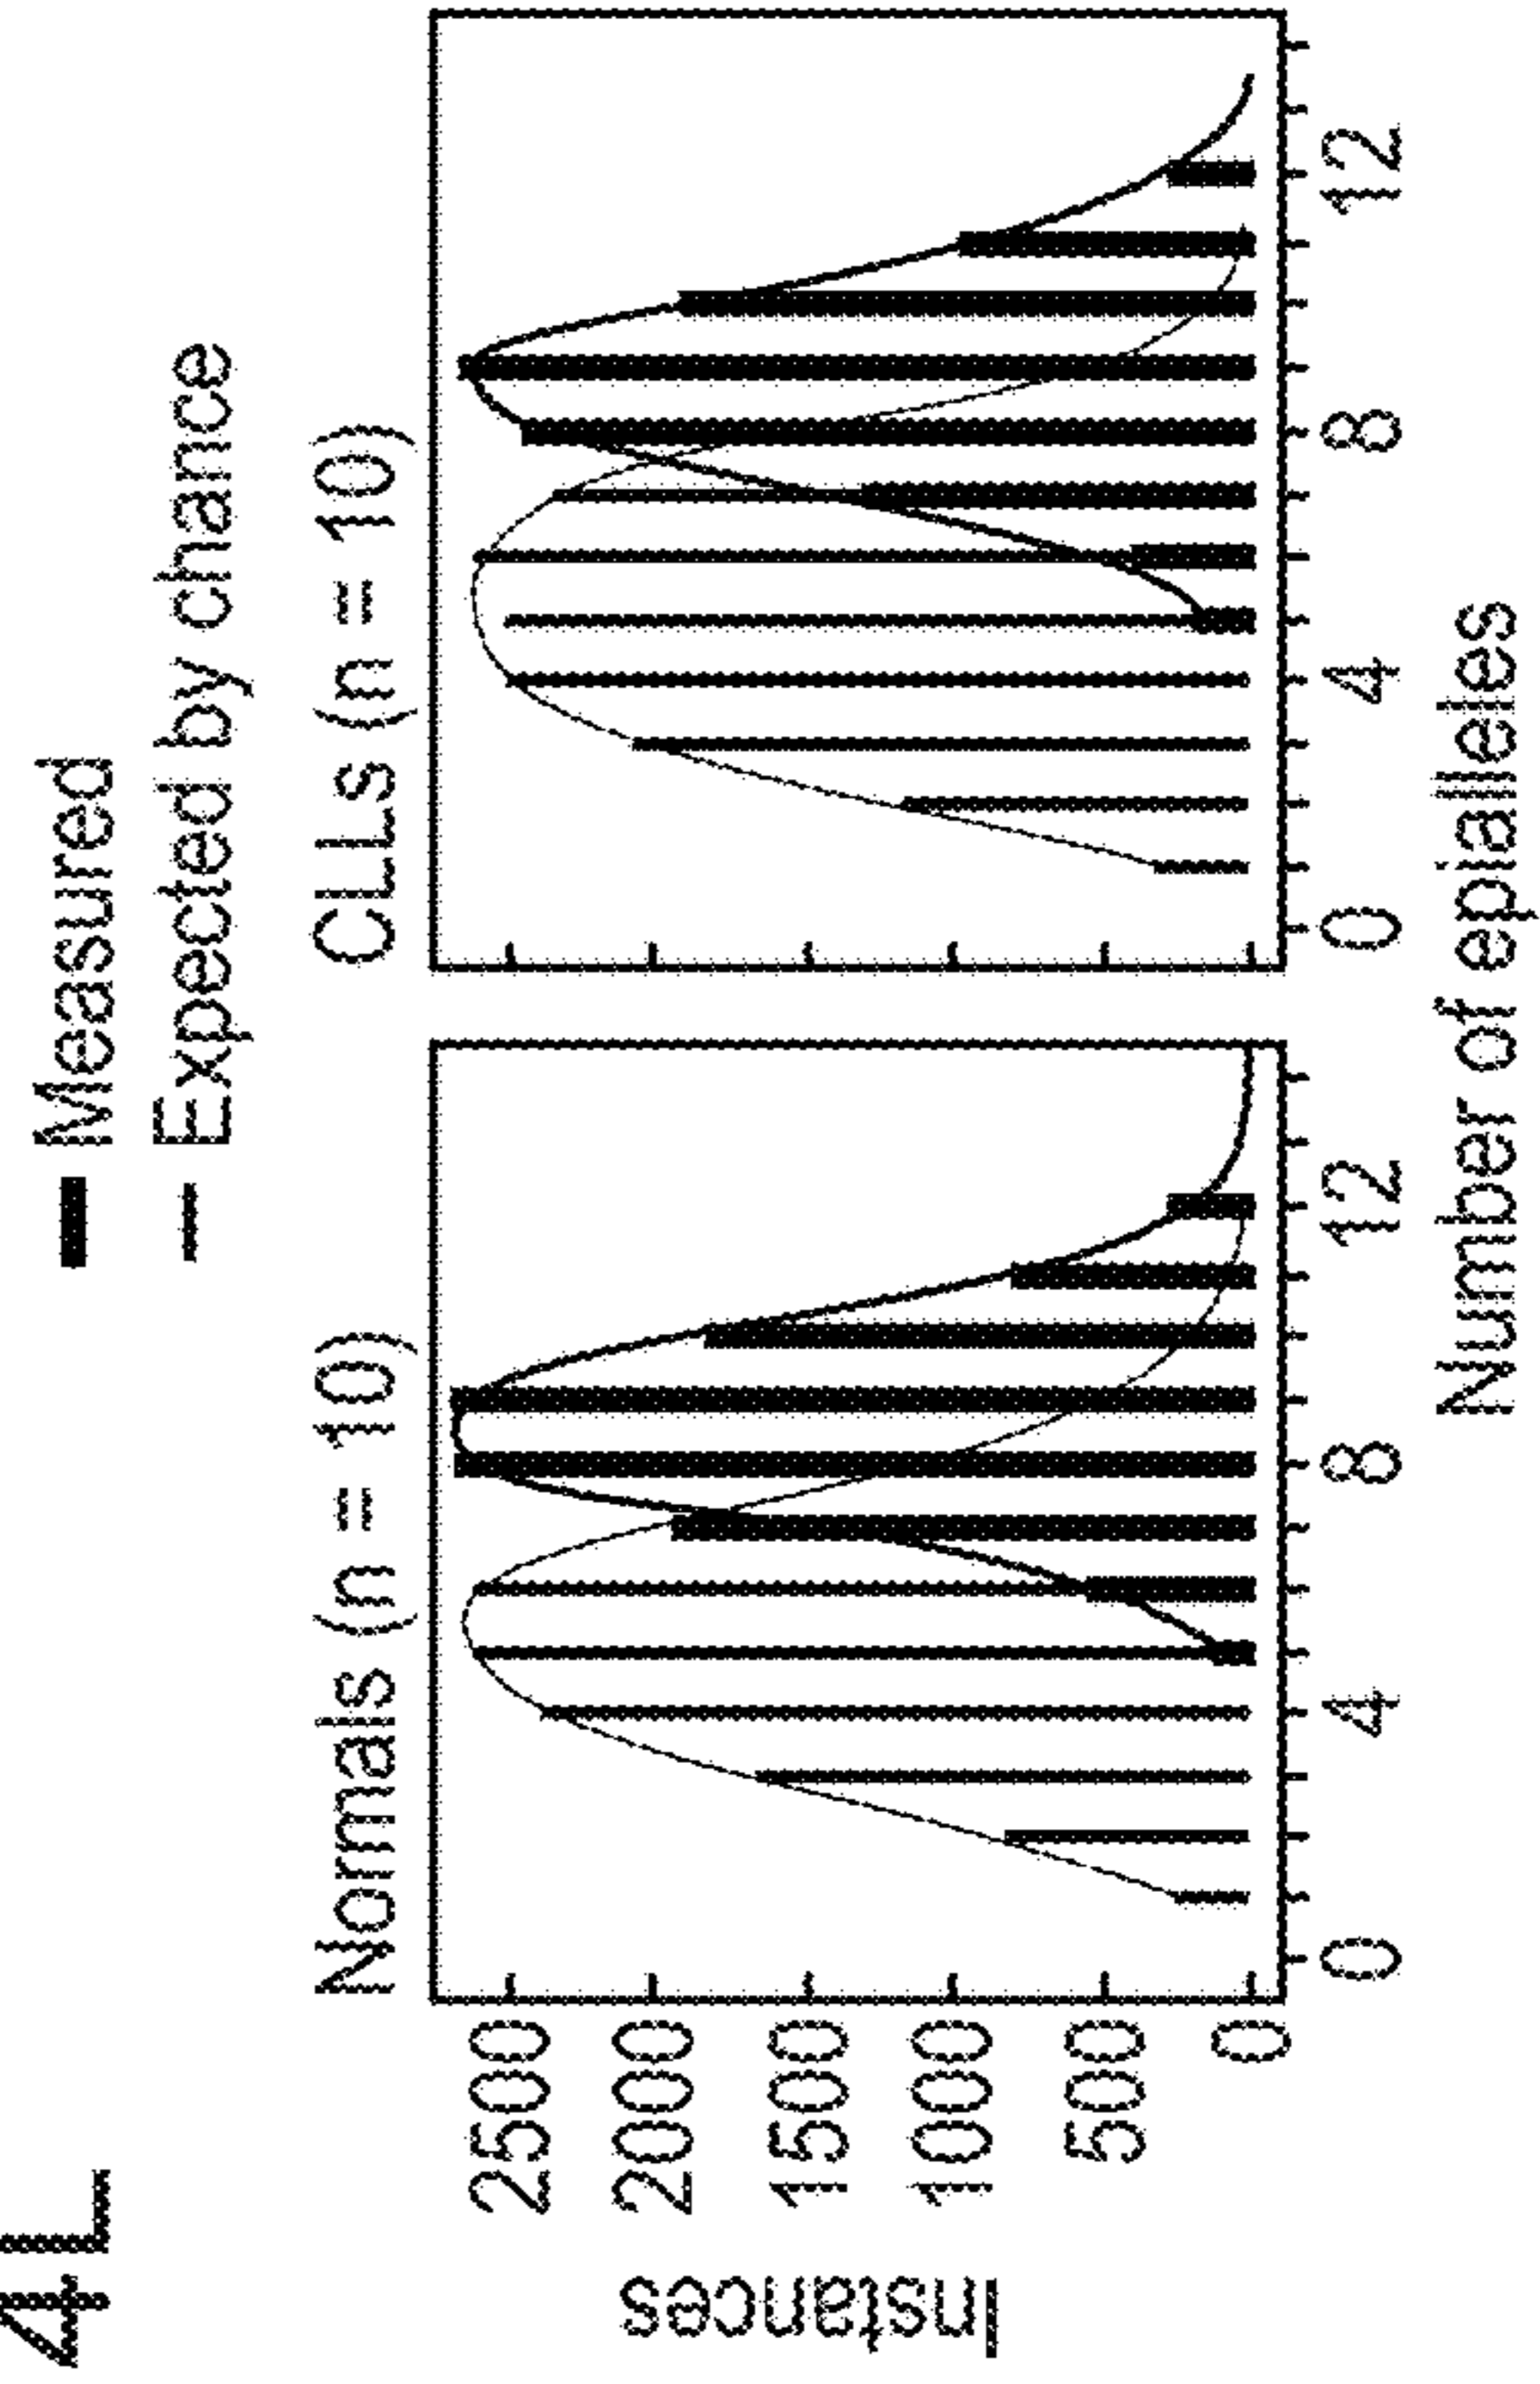 4L
Measured
Expected by chance
Normals (n = 10)
CLLs (n = 10)
Instances
2500
2000
1500
1000
500
0
0 4 8 12
0 4 8 12
Number of epialleles